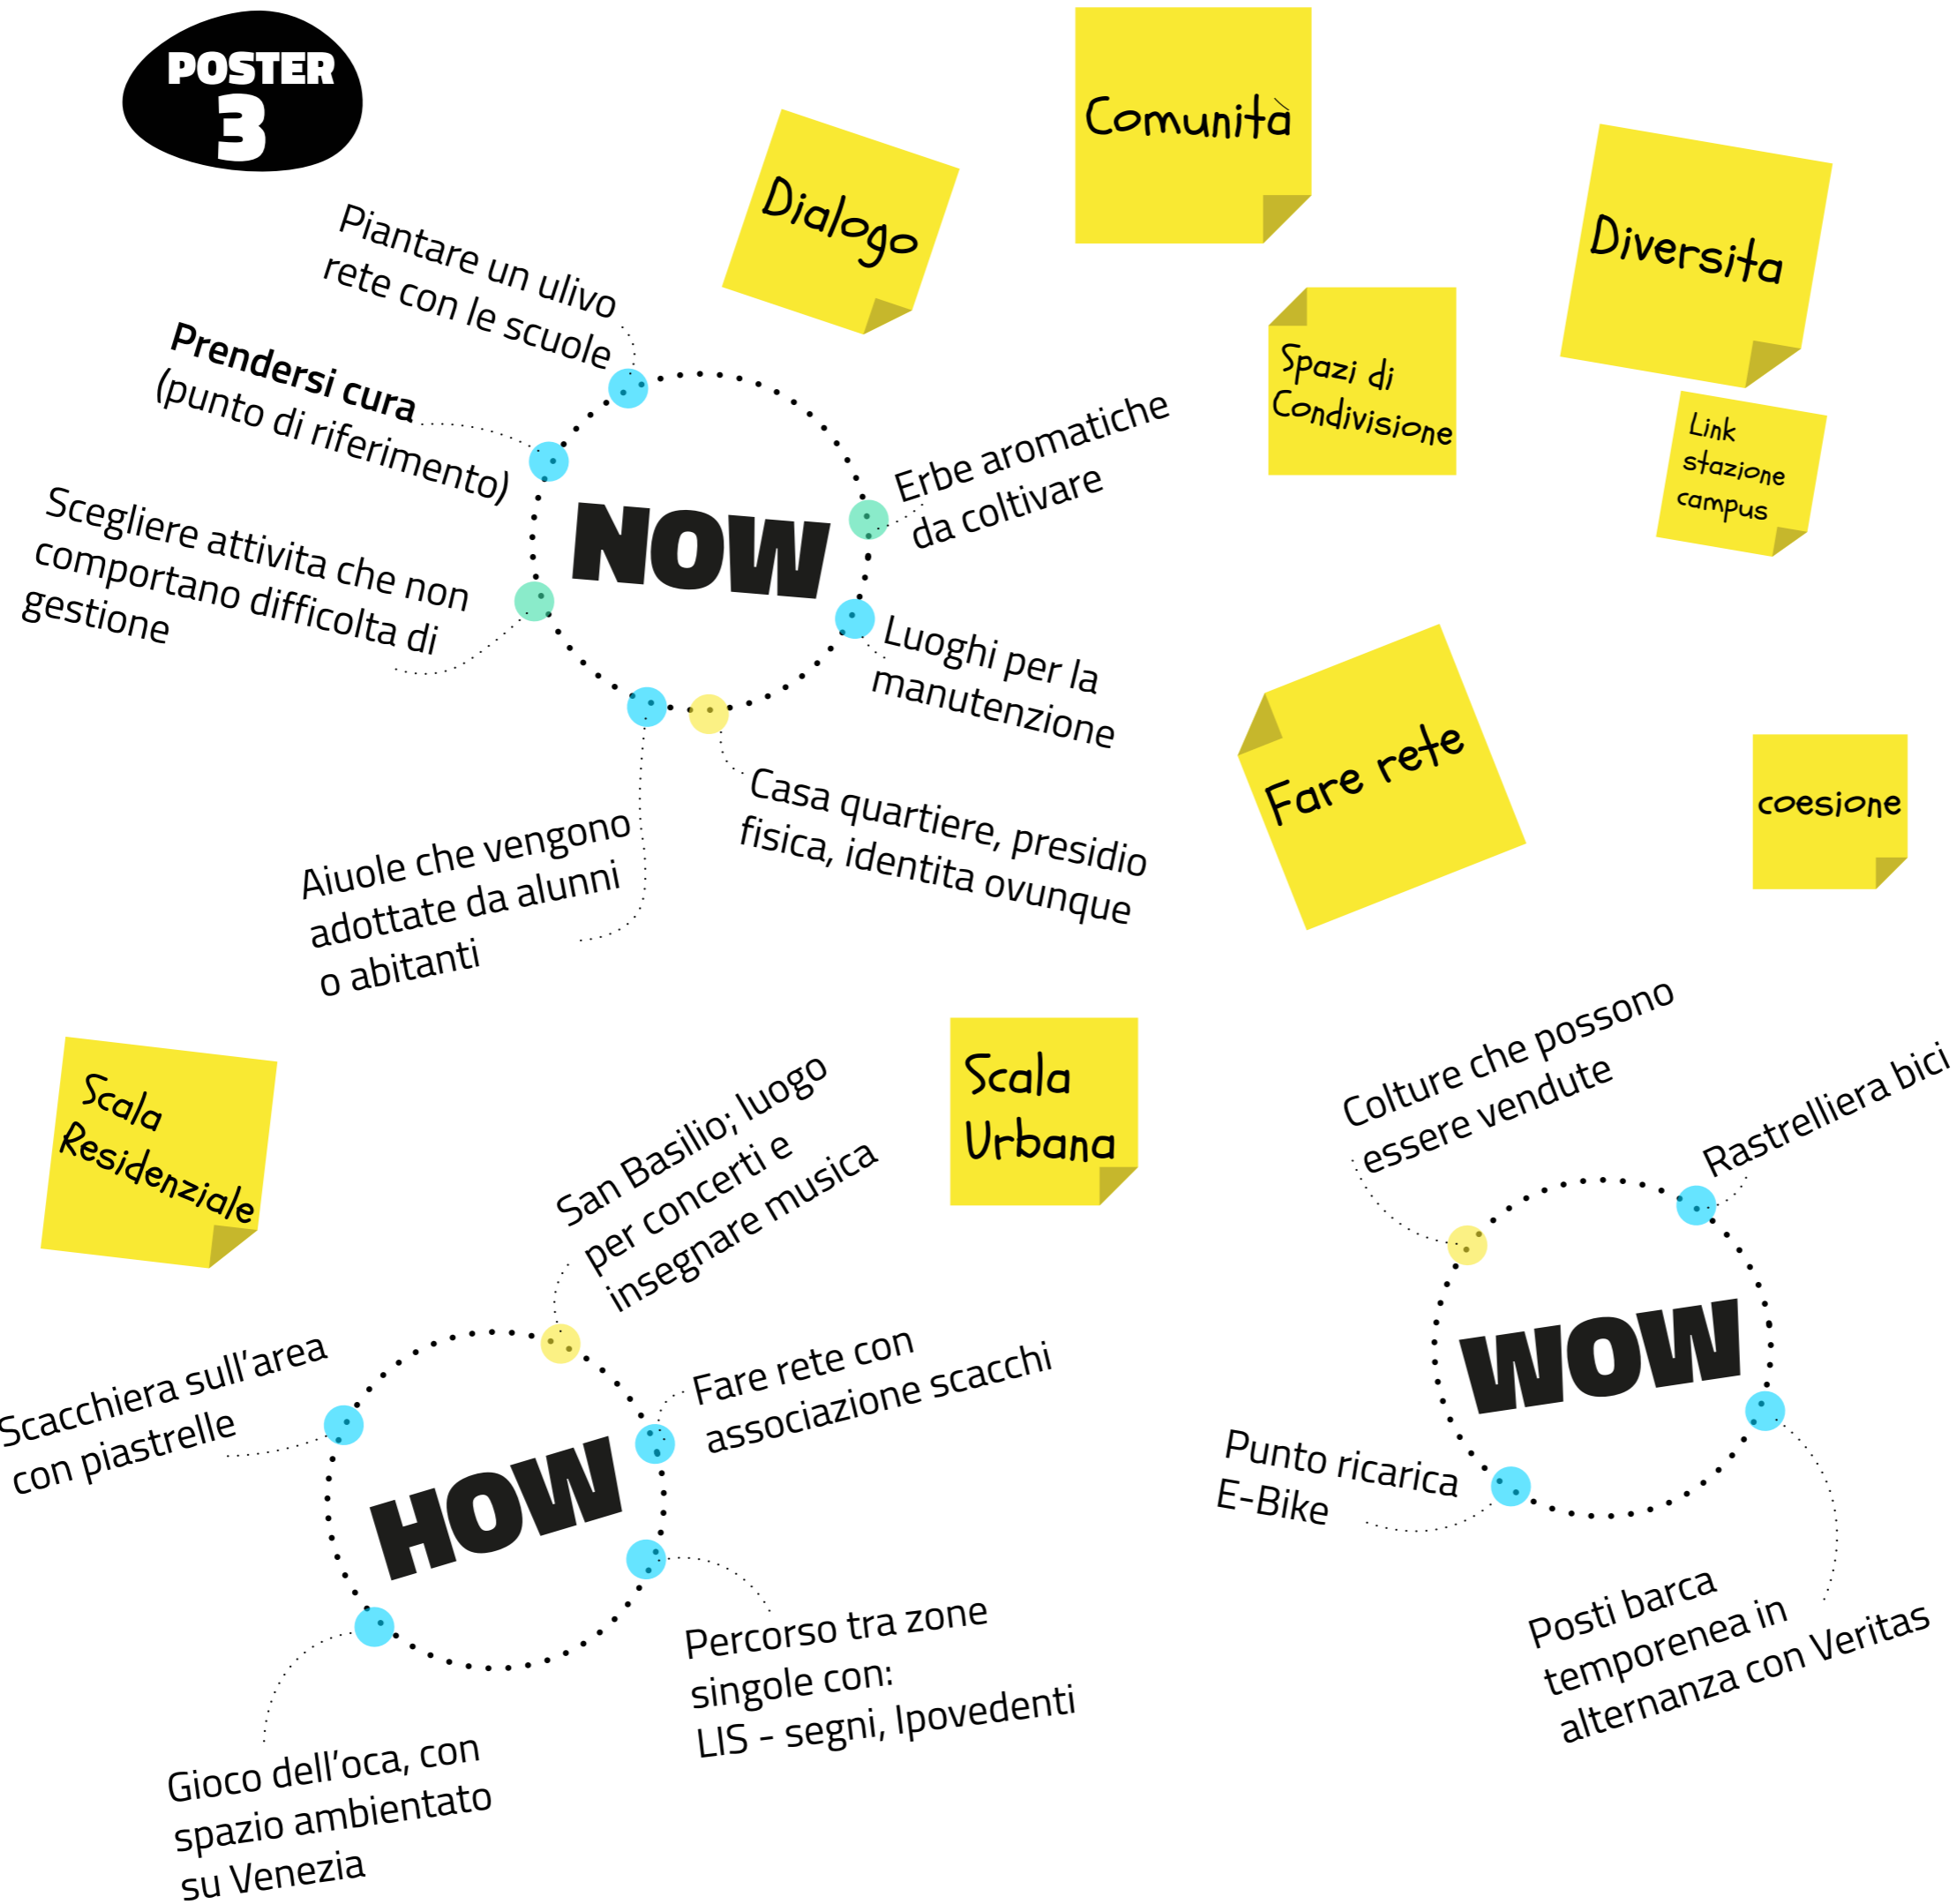 POSTER
3
Comunità
Dialogo
Diversita
Piantare un ulivo
rete con le scuole
Prendersi cura
(punto di riferimento)
Scegliere attivita che non
comportano difficolta di
gestione
NOW
Erbe aromatiche
da coltivare
Luoghi per la
manutenzione
Casa quartiere, presidio
fisica, identita ovunque
Aiuole che vengono
adottate da alunni
o abitanti
Spazi di
Condivisione
Link
stazione
campus
Fare rete
coesione
Scala
Residenziale
Scala
Urbana
San Basilio; luogo
per concerti e
insegnare musica
Scacchiera sull'area
con piastrelle
HOW
Fare rete con
associazione scacchi
Percorso tra zone
singole con:
LIS - segni, Ipovedenti
Gioco dell'oca, con
spazio ambientato
su Venezia
Colture che possono
essere vendute
Rastrelliera bici
WOW
Punto ricarica
E-Bike
Posti barca
temporenea in
alternanza con Veritas